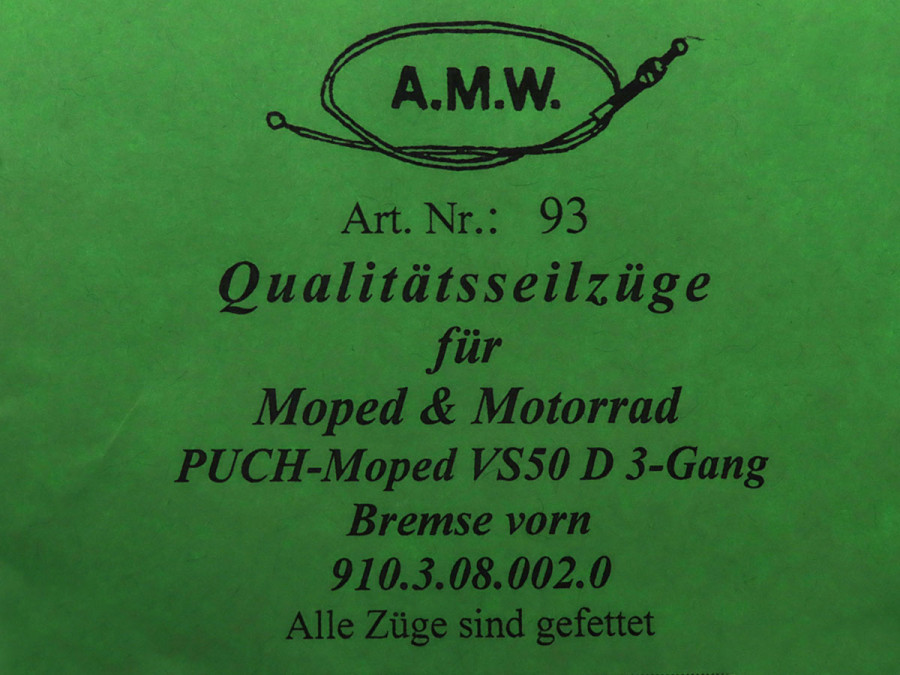 A.M.W.
Art. Nr.: 93
Qualitätsseilzüge
für
Moped & Motorrad
PUCH-Moped VS50 D 3-Gang
Bremse vorn
910.3.08.002.0
Alle Züge sind gefettet